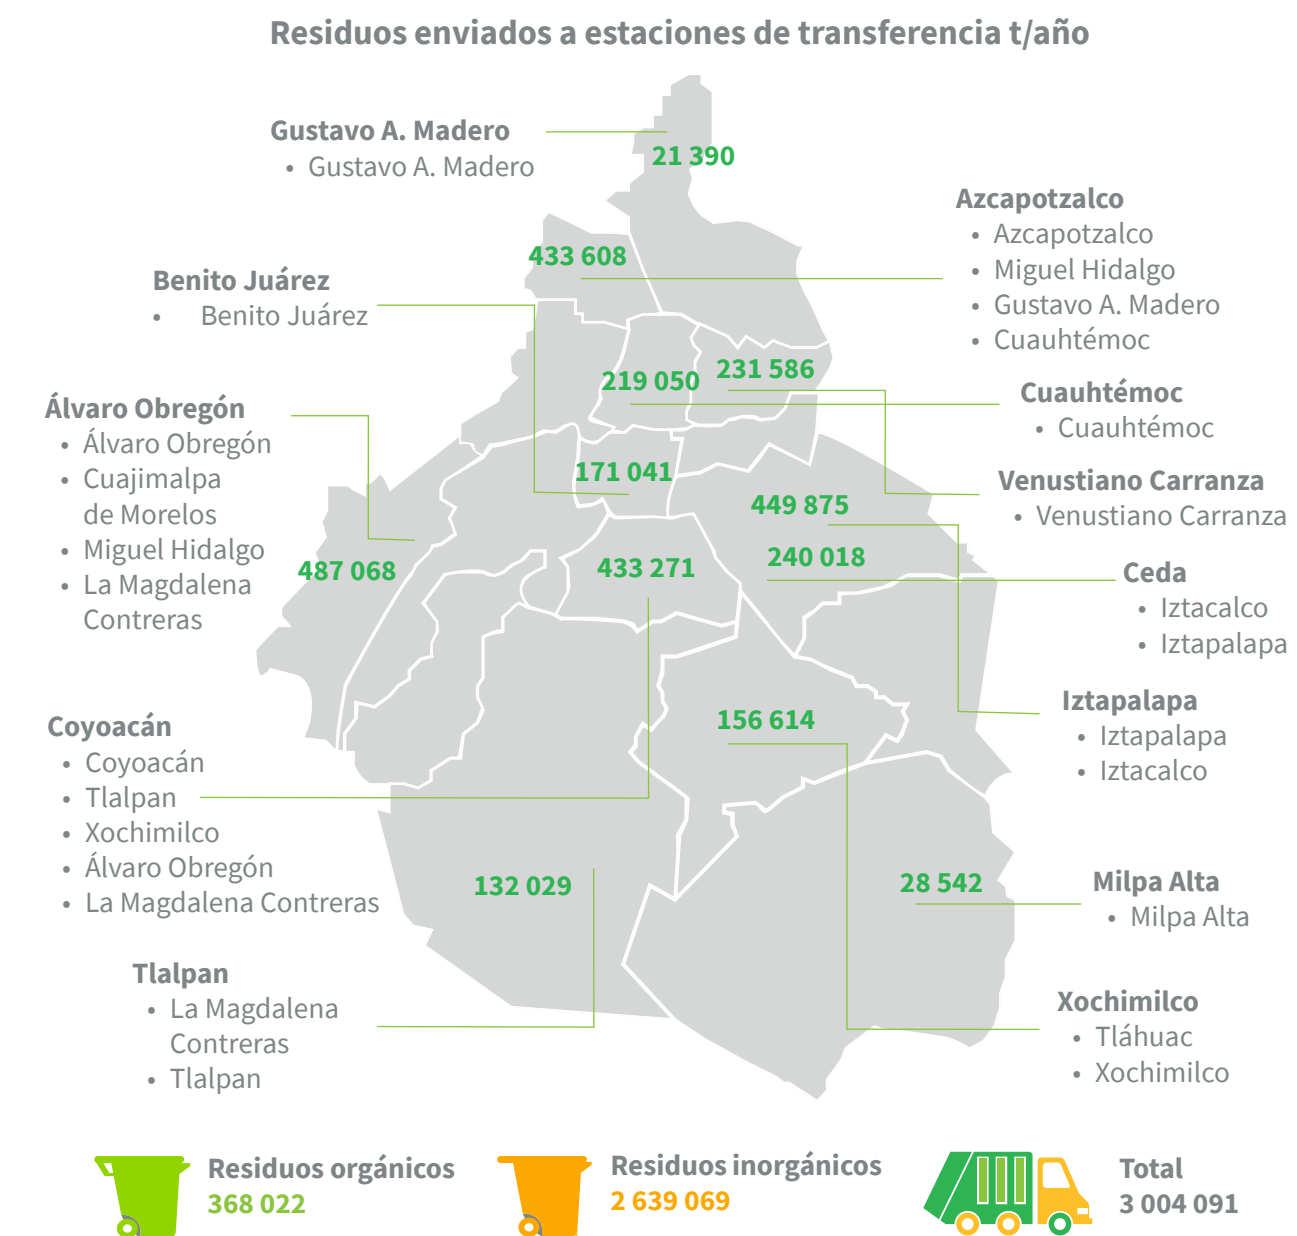 Residuos enviados a estaciones de transferencia t/año
Gustavo A. Madero
• Gustavo A. Madero
21 390
Azcapotzalco
• Azcapotzalco
• Miguel Hidalgo
• Gustavo A. Madero
• Cuauhtémoc
433 608
Benito Juárez
• Benito Juárez
219 050
231 586
Cuauhtémoc
• Cuauhtémoc
Álvaro Obregón
• Álvaro Obregón
• Cuajimalpa
de Morelos
• Miguel Hidalgo
• La Magdalena
Contreras
171 041
449 875
Venustiano Carranza
• Venustiano Carranza
487 068
433 271
240 018
Ceda
• Iztacalco
• Iztapalapa
Iztapalapa
• Iztapalapa
• Iztacalco
156 614
Coyoacán
• Coyoacán
• Tlalpan
• Xochimilco
• Álvaro Obregón
• La Magdalena Contreras
132 029
28 542
Milpa Alta
• Milpa Alta
Tlalpan
• La Magdalena
Contreras
• Tlalpan
Xochimilco
• Tláhuac
• Xochimilco
Residuos orgánicos
368 022
Residuos inorgánicos
2 639 069
Total
3 004 091